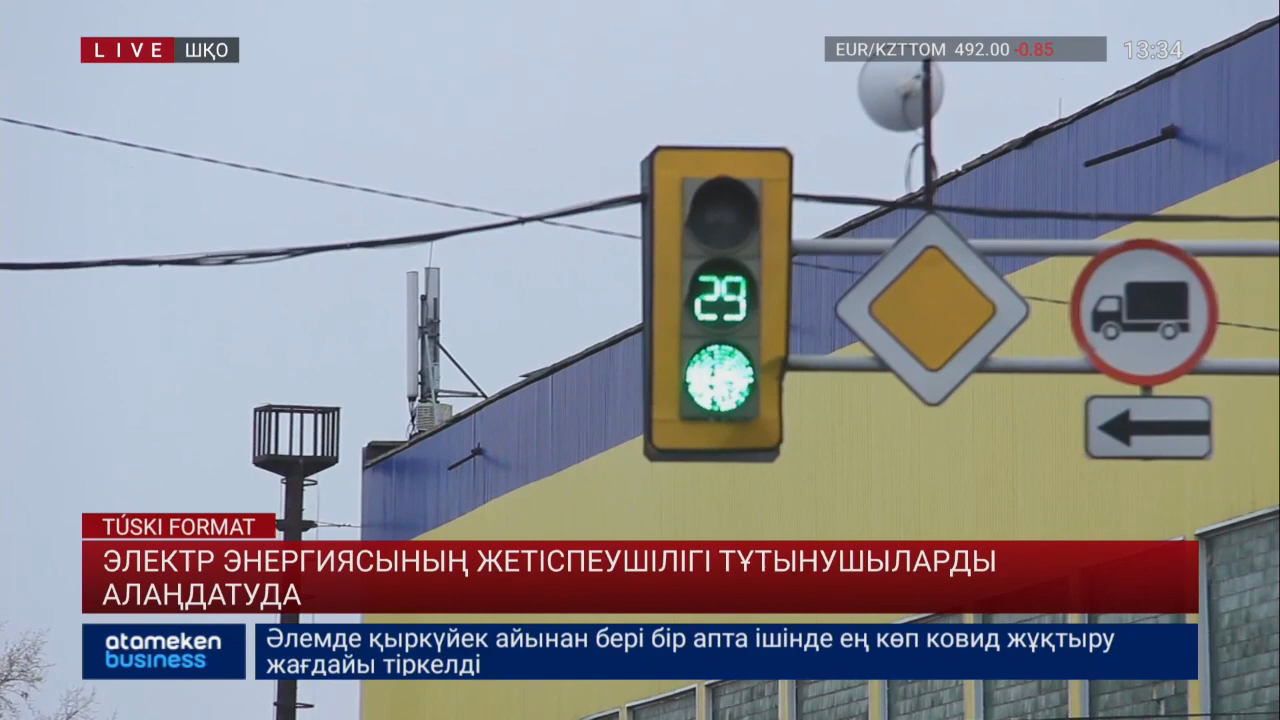 LIVE ШҚО
EUR/KZTTOM 492.00 -0.85 13:34
29
TÚSKI FORMAT
ЭЛЕКТР ЭНЕРГИЯСЫНЫҢ ЖЕТІСПЕУШІЛІГІ ТҰТЫНУШЫЛАРДЫ
АЛАҢДАТУДА
atameken
business
Әлемде қыркүйек айынан бері бір апта ішінде ең көп ковид жұқтыру
жағдайы тіркелді